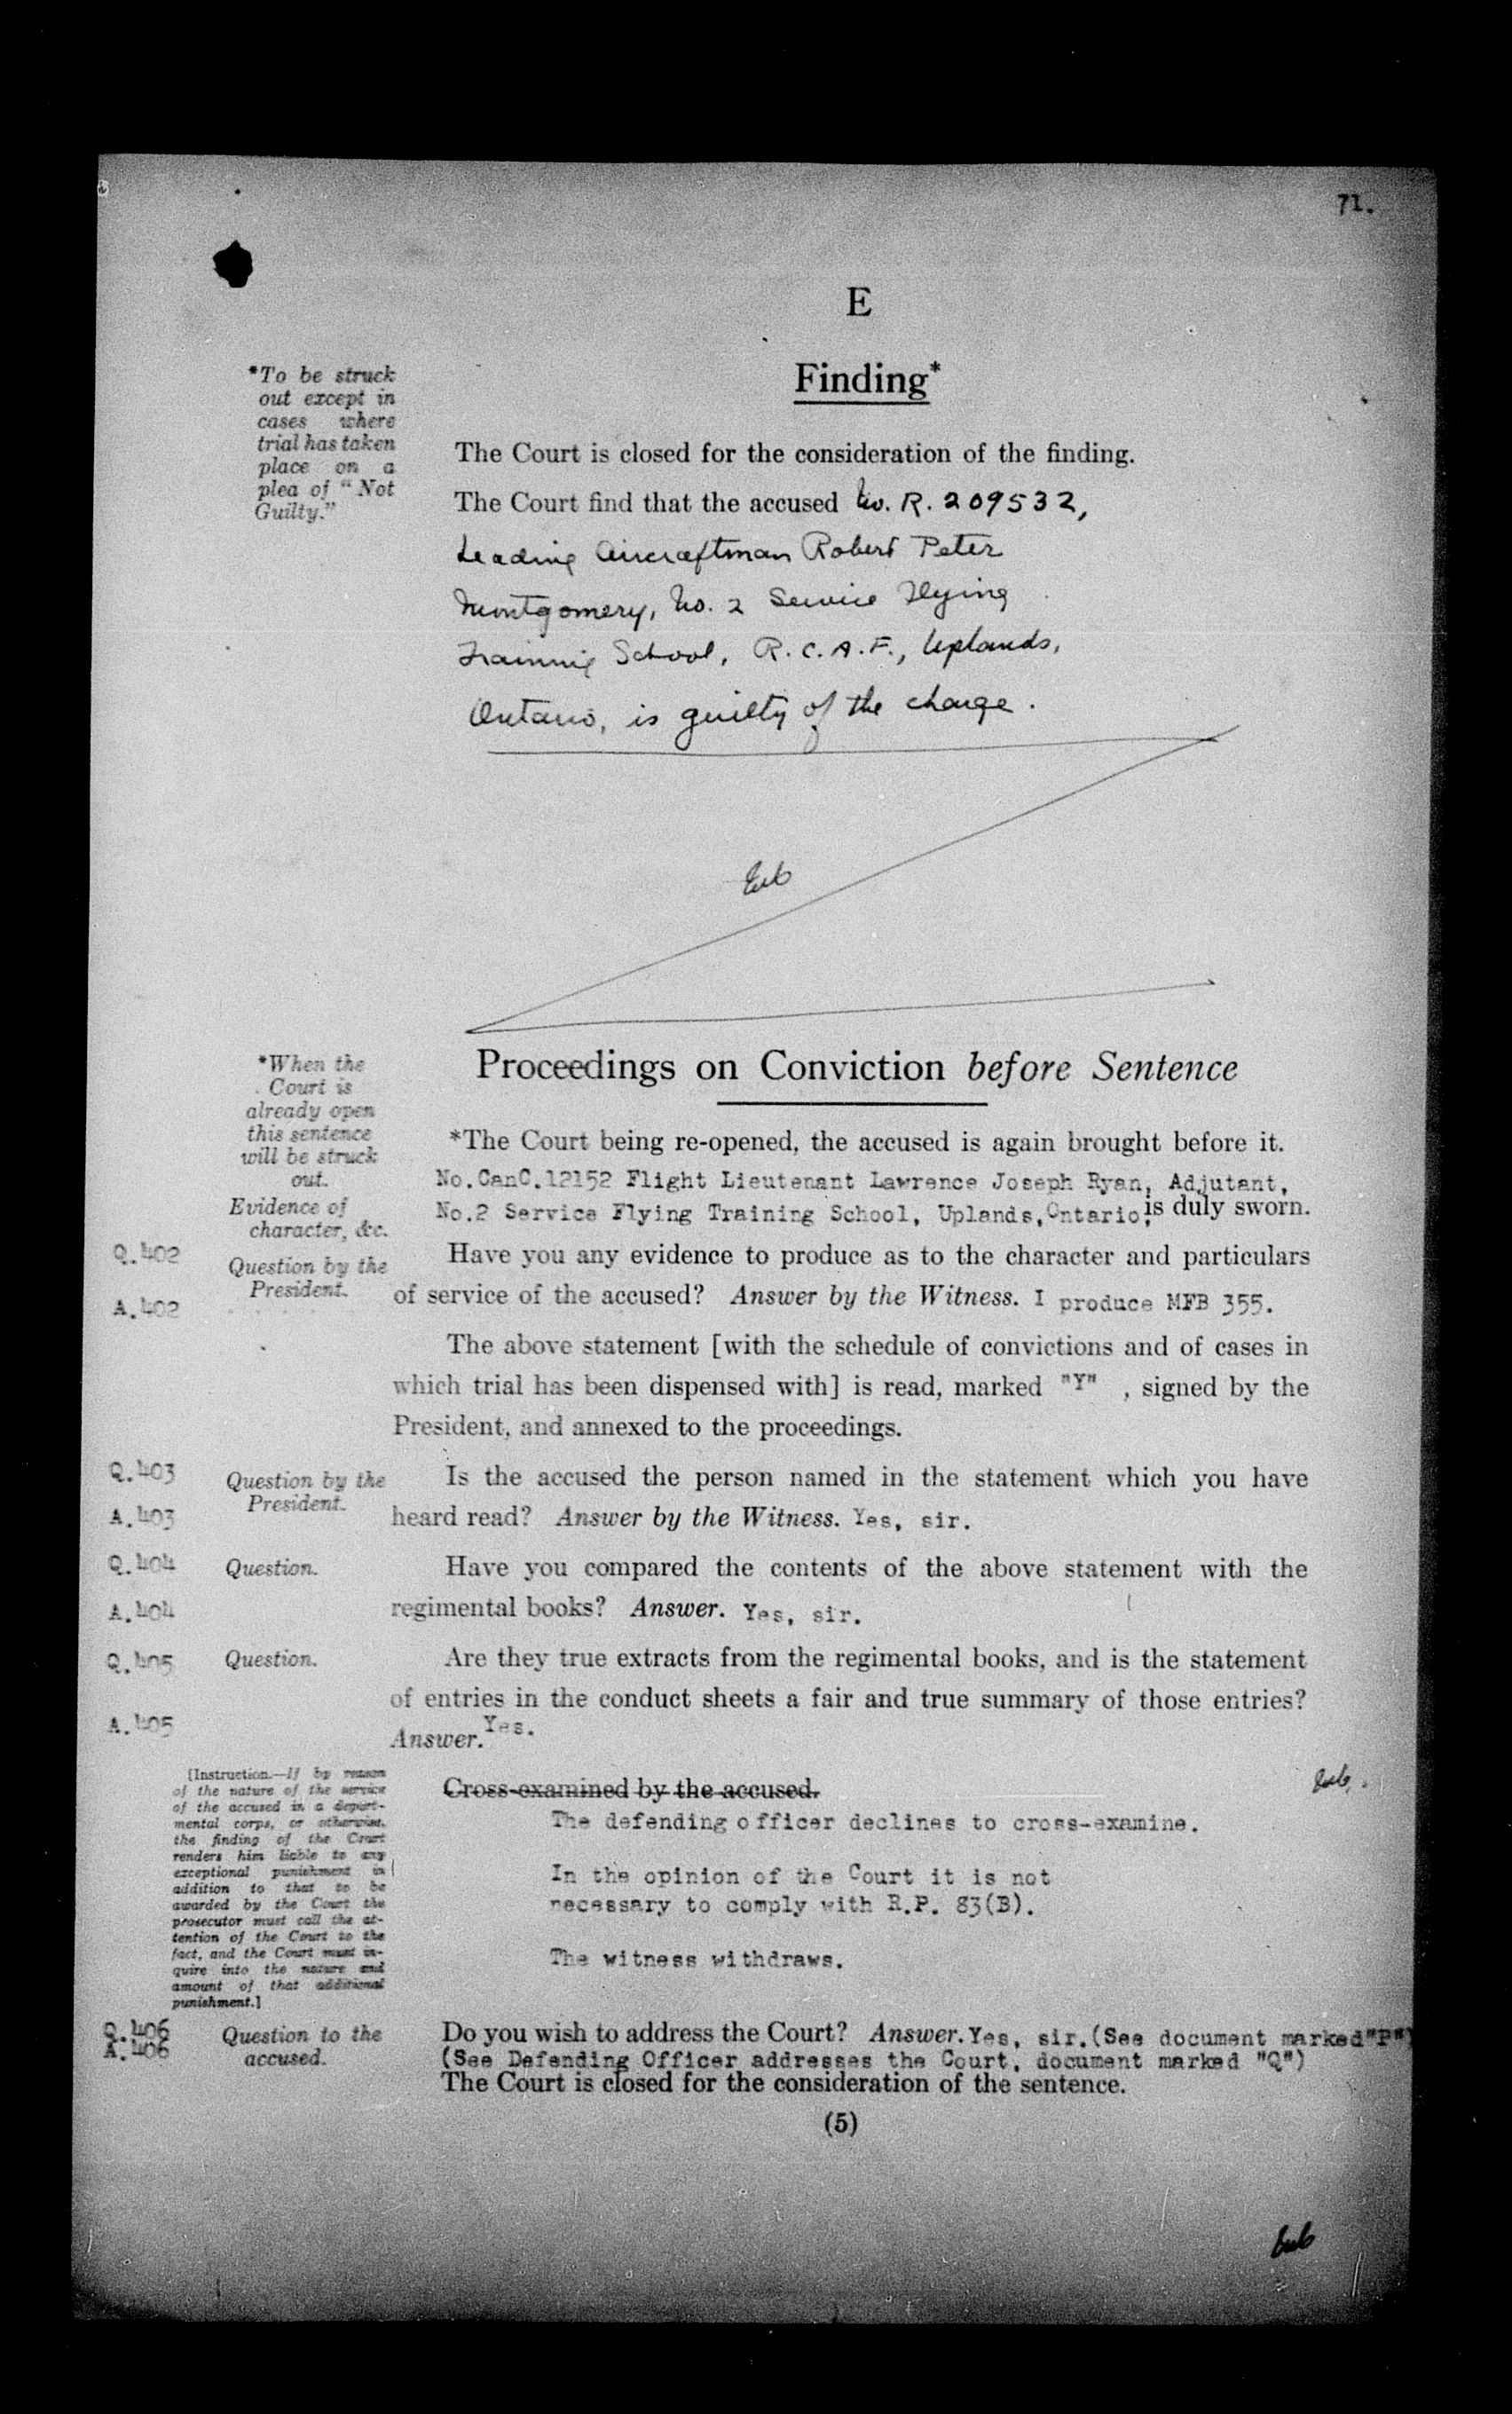 71.
E
Finding*
*To be struck
out except in
cases where
trial has taken
place on a
plea of "Not
Guilty."
The Court is closed for the consideration of the finding.
The Court find that the accused No. R. 209532,
Leading Aircraftman Robert Peter
Montgomery, No. 2 Service Flying
Training School, R.C.A.F., Uplands,
Ontario, is guilty of the charge.
Proceedings on Conviction before Sentence
*When the
Court is
already open
this sentence
will be struck
out.
*The Court being re-opened, the accused is again brought before it.
No.CanC.12152 Flight Lieutenant Lawrence Joseph Ryan, Adjutant,
No.2 Service Flying Training School, Uplands,Ontario, is duly sworn.
Evidence of
character, &c.
Q.402
Question by the
President.
Have you any evidence to produce as to the character and particulars
A.402
of service of the accused? Answer by the Witness. I produce MFB 355.
The above statement [with the schedule of convictions and of cases in
which trial has been dispensed with] is read, marked "Y" , signed by the
President, and annexed to the proceedings.
Q.403
Question by the
President.
Is the accused the person named in the statement which you have
A.403
heard read? Answer by the Witness. Yes, sir.
Q.404
Question.
Have you compared the contents of the above statement with the
A.404
regimental books? Answer. Yes, sir.
Q.405
Question.
Are they true extracts from the regimental books, and is the statement
of entries in the conduct sheets a fair and true summary of those entries?
A.405
Answer. Yes.
[Instruction.—If by reason
of the nature of the service
of the accused in a depart-
mental corps, or otherwise,
the finding of the Court
renders him liable to any
exceptional punishment in
addition to that to be
awarded by the Court the
prosecutor must call the at-
tention of the Court to the
fact, and the Court must in-
quire into the nature and
amount of that additional
punishment.]
Cross-examined by the accused.
The defending officer declines to cross-examine.
In the opinion of the Court it is not
necessary to comply with R.P. 83(B).
The witness withdraws.
Q.406
A.406
Question to the
accused.
Do you wish to address the Court? Answer. Yes, sir.(See document marked"P")
(See Defending Officer addresses the Court, document marked "Q")
The Court is closed for the consideration of the sentence.
(5)